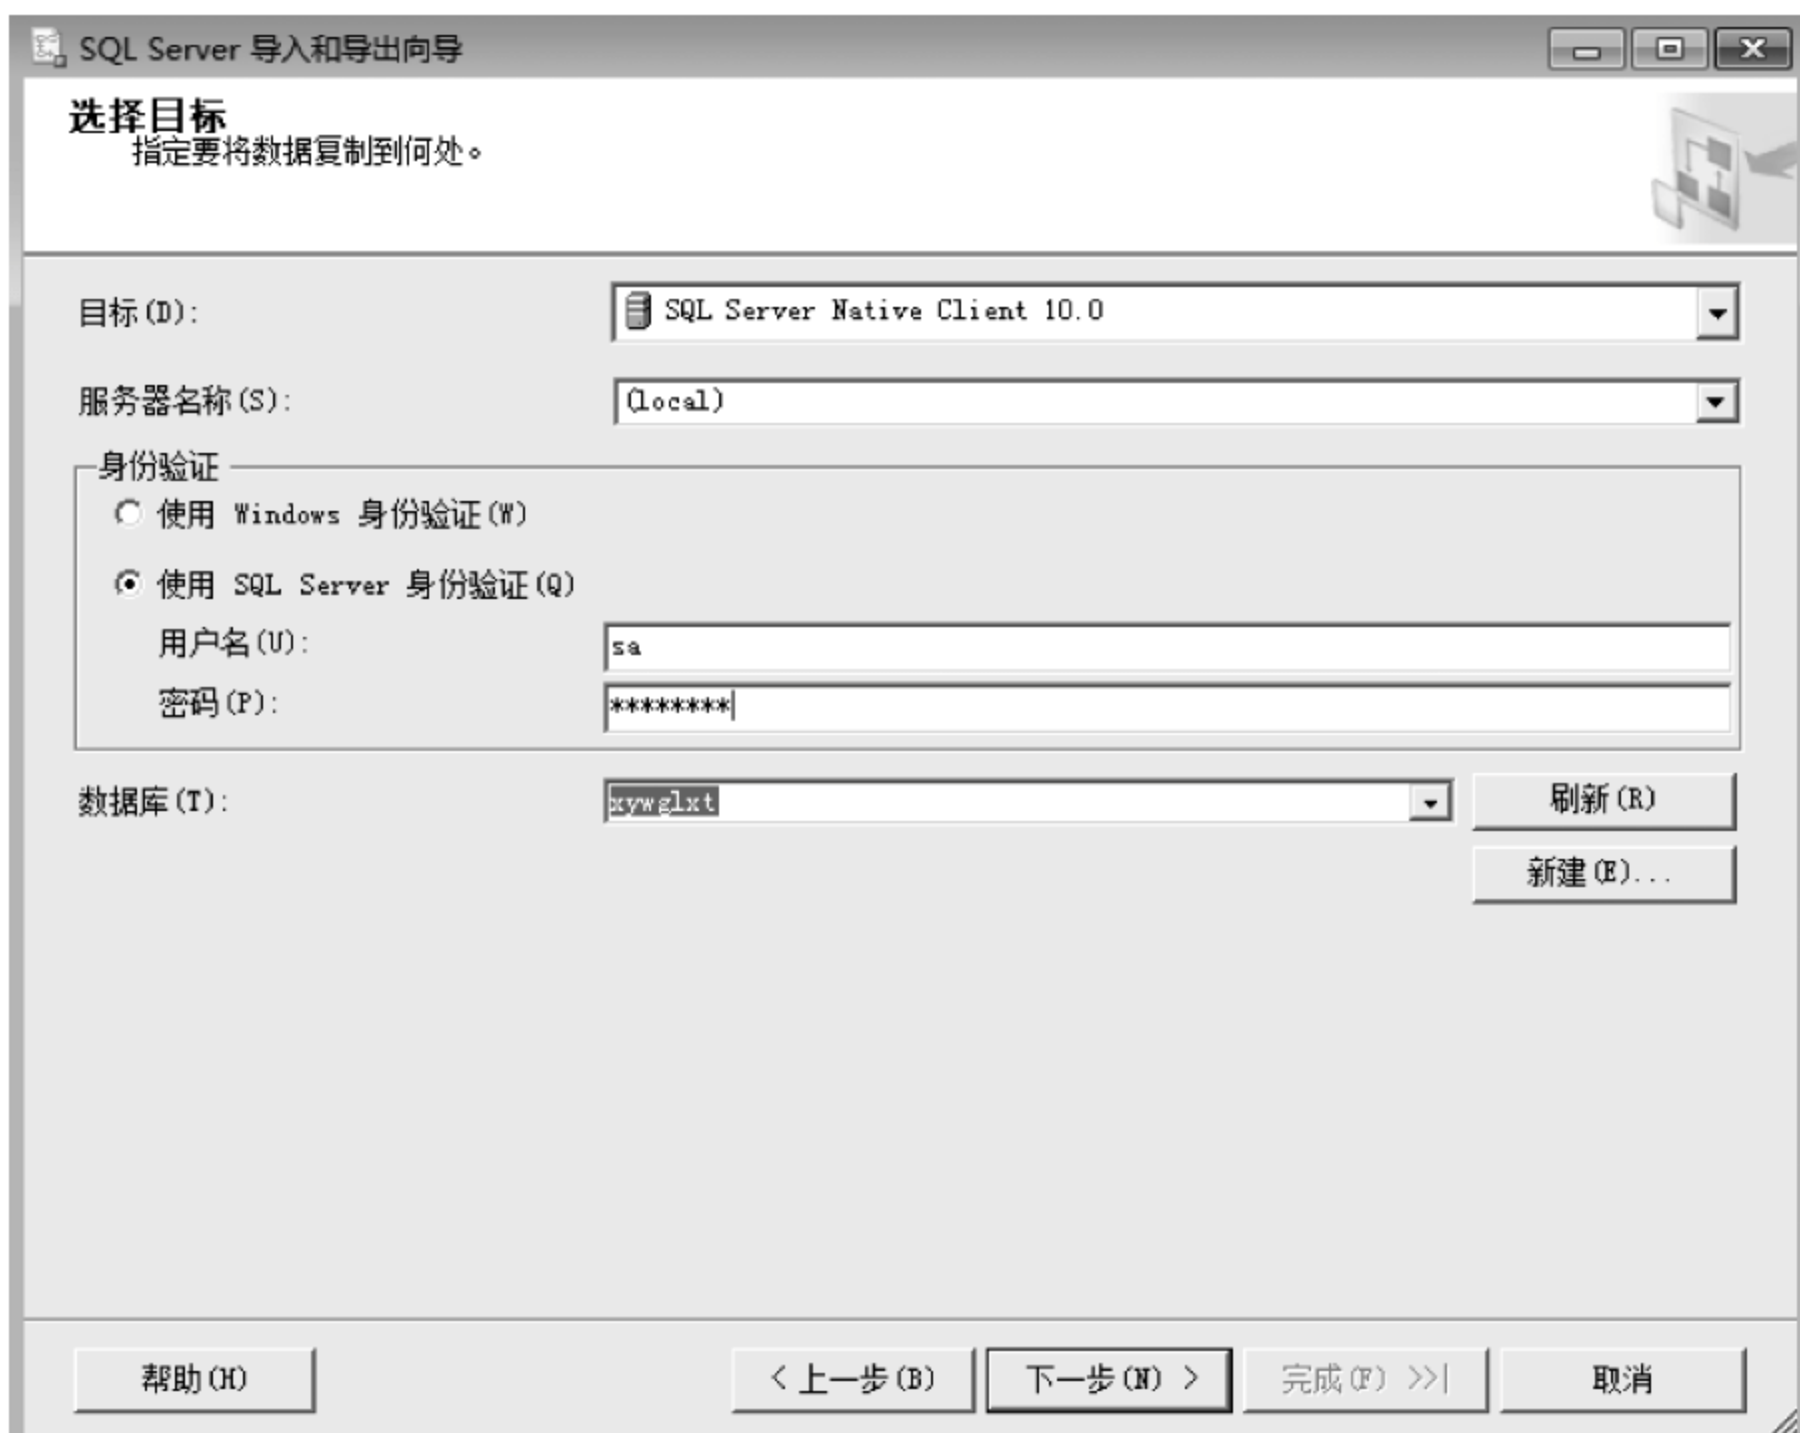 SQL Server 导入和导出向导
选择目标
指定要将数据复制到何处。
目标(D):
SQL Server Native Client 10.0
服务器名称(S):
(local)
身份验证
使用 Windows 身份验证(W)
使用 SQL Server 身份验证(Q)
用户名(U):
sa
密码(P):
********
数据库(T):
xywglxt
刷新(R)
新建(E)...
帮助(H)
< 上一步(B)
下一步(N) >
完成(F) >>|
取消